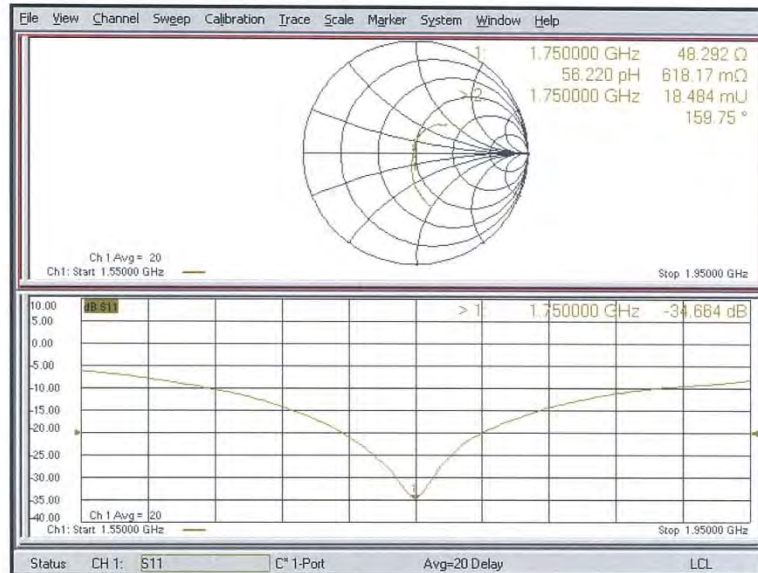 File View Channel Sweep Calibration Trace Scale Marker System Window Help
1: 1.750000 GHz 48.292 Ω
56.220 pH 618.17 mΩ
> 2: 1.750000 GHz 18.484 mU
159.75 °
Ch 1 Avg = 20
Ch1: Start 1.55000 GHz
Stop 1.95000 GHz
10.00
dB S11
> 1: 1.750000 GHz -34.664 dB
5.00
0.00
-5.00
-10.00
-15.00
-20.00
-25.00
-30.00
-35.00
1
-40.00
Ch 1 Avg = 20
Ch1: Start 1.55000 GHz
Stop 1.95000 GHz
Status CH 1: S11 C* 1-Port Avg=20 Delay LCL